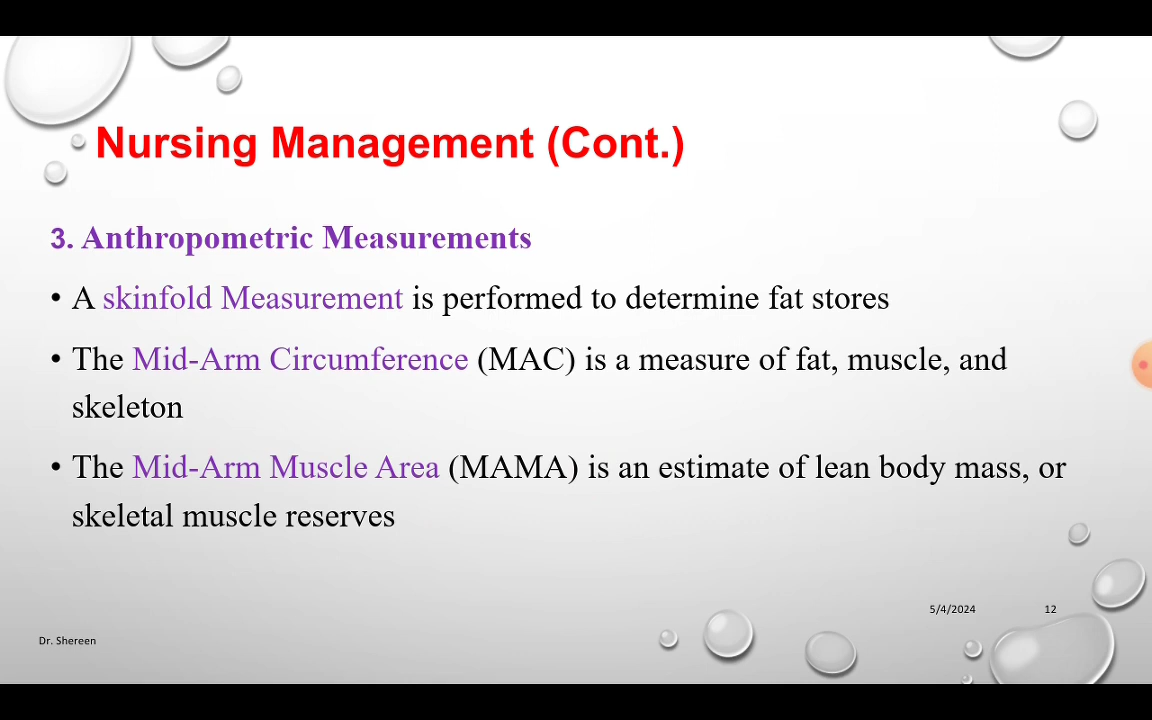 Nursing Management (Cont.)
3. Anthropometric Measurements
• A skinfold Measurement is performed to determine fat stores
• The Mid-Arm Circumference (MAC) is a measure of fat, muscle, and
skeleton
• The Mid-Arm Muscle Area (MAMA) is an estimate of lean body mass, or
skeletal muscle reserves
5/4/2024 12
Dr. Shereen